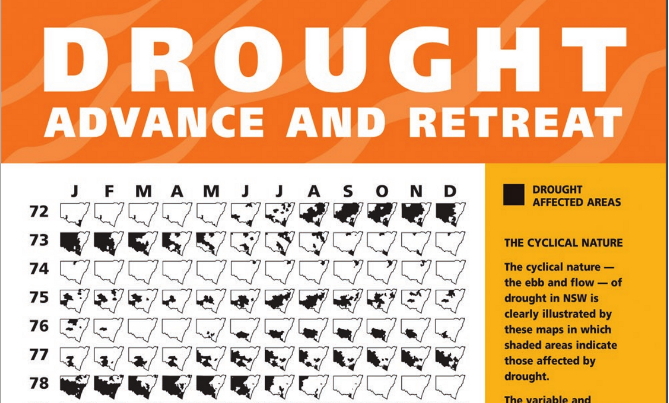 DROUGHT
ADVANCE AND RETREAT
J F M A M J J A S O N D
72
73
74
75
76
77
78
DROUGHT
AFFECTED AREAS
THE CYCLICAL NATURE
The cyclical nature —
the ebb and flow — of
drought in NSW is
clearly illustrated by
these maps in which
shaded areas indicate
those affected by
drought.
The variable and